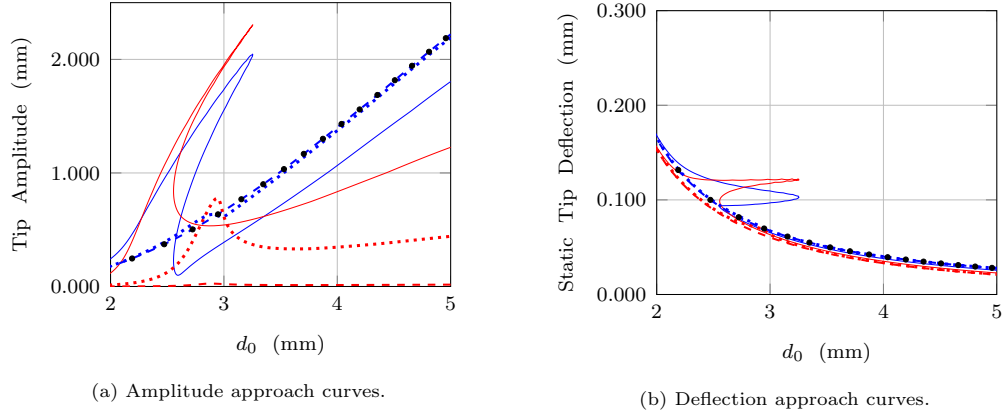 Tip Amplitude (mm)
2.000
1.000
0.000
2 3 4 5
d₀ (mm)
(a) Amplitude approach curves.
Static Tip Deflection (mm)
0.300
0.200
0.100
0.000
2 3 4 5
d₀ (mm)
(b) Deflection approach curves.